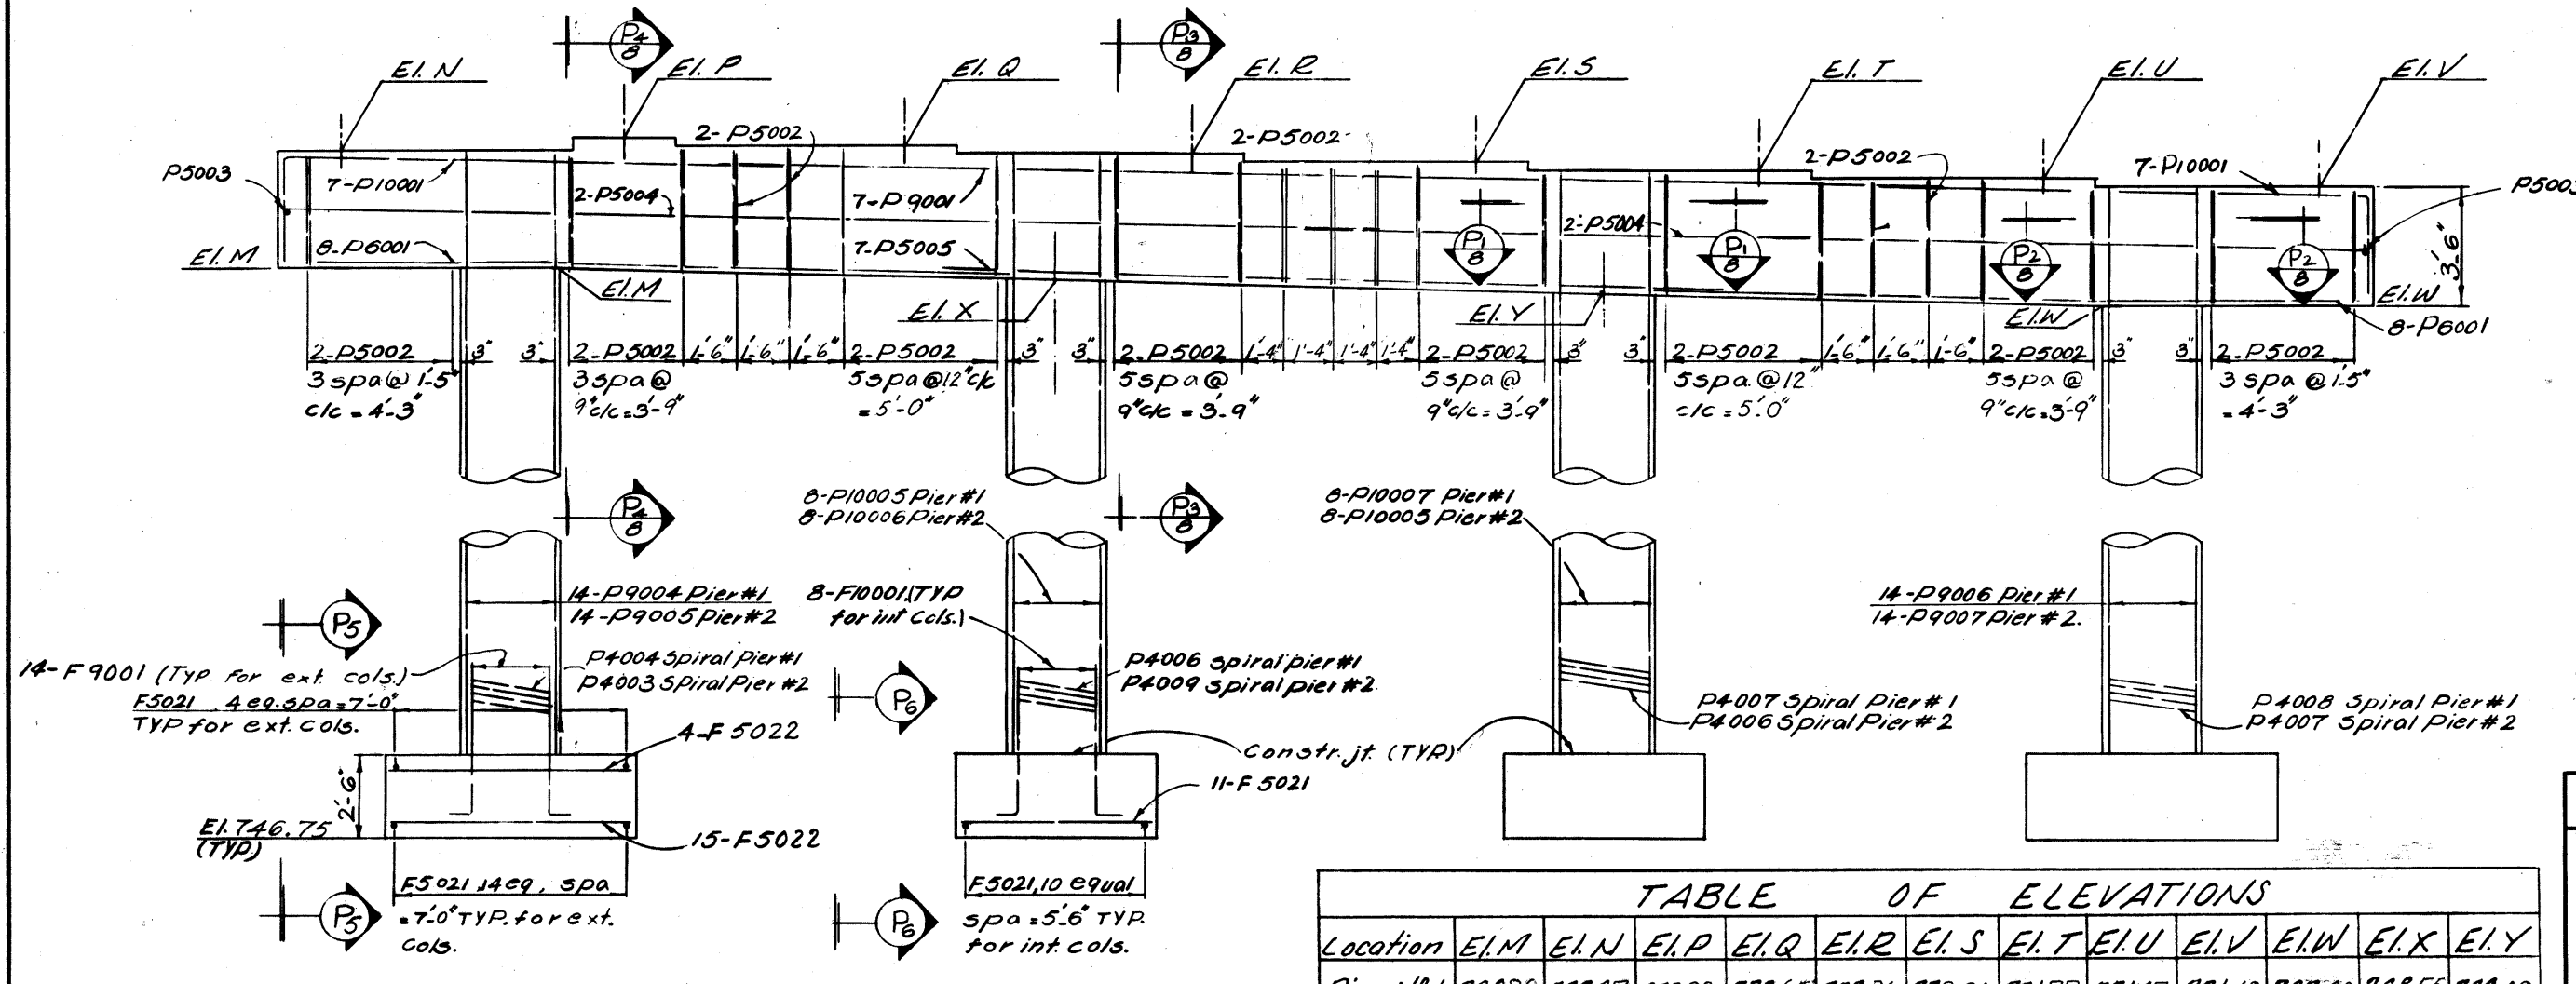 P4
8
P3
8
El. N
El. P
El. Q
El. R
El. S
El. T
El. U
El. V
2-P5002
2-P5002
2-P5002
P5003
7-P10001
2-P5004
7-P9001
2-P5004
7-P10001
El. M
8-P6001
7-P5005
P1
8
P1
8
P2
8
P2
8
3'-6"
El. M
El. X
El. Y
El. W
El. W
8-P6001
2-P5002 3" 3" 2-P5002 1'-6" 1'-6" 1'-6" 2-P5002 3" 3" 2-P5002 1'-4" 1'-4" 1'-4" 1'-4" 2-P5002 3" 3" 2-P5002 1'-6" 1'-6" 1'-6" 2-P5002 3" 3" 2-P5002
3 spa @ 1'-5"
c/c = 4'-3"
3 spa @
9" c/c = 3'-9"
5 spa @ 12" c/c
= 5'-0"
5 spa @
9" c/c = 3'-9"
5 spa @
9" c/c = 3'-9"
5 spa. @ 12"
c/c = 5'-0"
5 spa @
9" c/c = 3'-9"
3 spa @ 1'-5"
= 4'-3"
P4
8
P3
8
8-P10005 Pier #1
8-P10006 Pier #2
8-P10007 Pier #1
8-P10005 Pier #2
P5
14-P9004 Pier #1
14-P9005 Pier #2
8-F10001 (TYP
for int Cols.)
14-P9006 Pier #1
14-P9007 Pier #2.
14-F9001 (TYP. for ext. cols.)
F5021 4 eq. spa = 7'-0"
TYP for ext. cols.
P4004 Spiral Pier #1
P4003 Spiral Pier #2
P6
P4006 spiral pier #1
P4009 spiral pier #2
P4007 Spiral Pier #1
P4006 Spiral Pier #2
P4008 Spiral Pier #1
P4007 Spiral Pier #2
4-F5022
Constr. jt. (TYP)
2'-6"
11-F5021
El. 746.75
(TYP)
15-F5022
P5
F5021, 14 eq. spa
= 7'-0" TYP. for ext.
Cols.
P6
F5021, 10 equal
spa = 5'-6" TYP.
for int. cols.
TABLE OF ELEVATIONS
Location El. M El. N El. P El. Q El. R El. S El. T El. U El. V El. W El. X El. Y